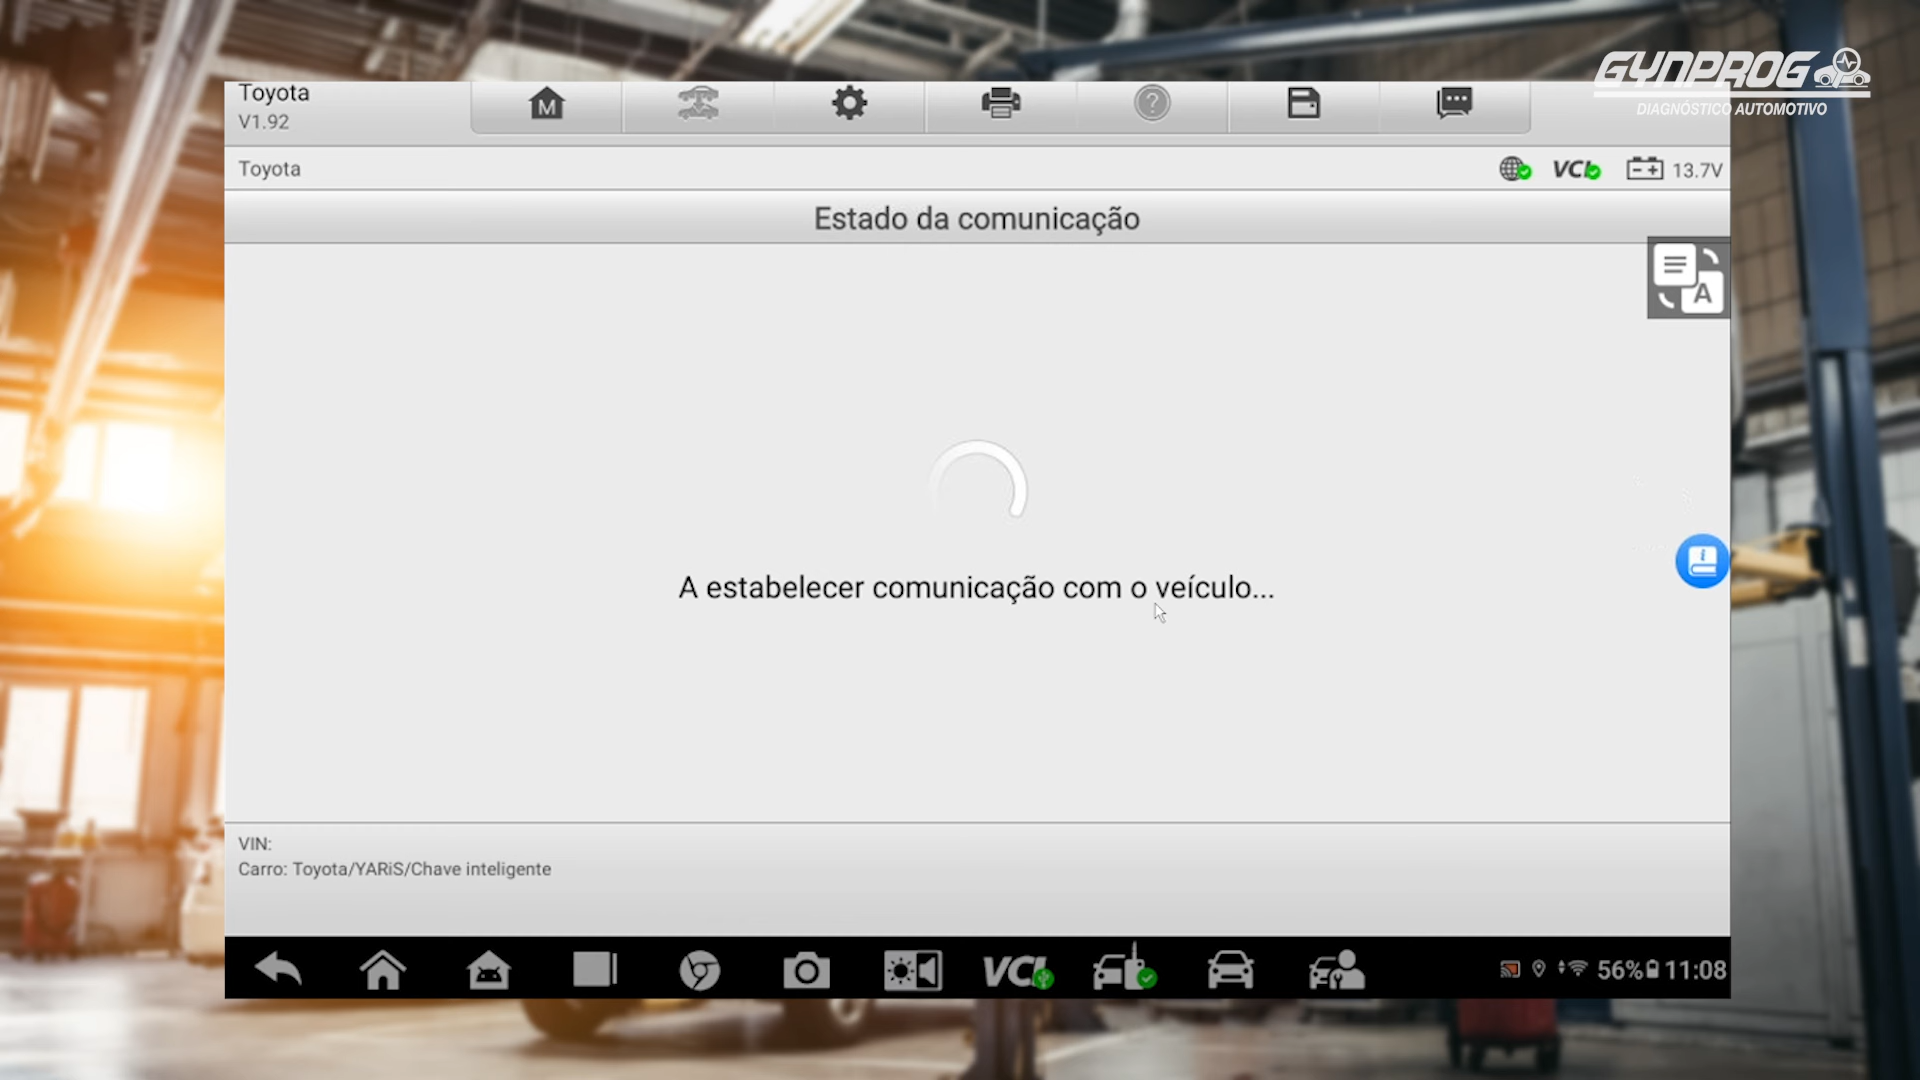 GYNPROG
DIAGNÓSTICO AUTOMOTIVO
Toyota
V1.92
M
?
Toyota
VCI
13.7V
Estado da comunicação
A
i
A estabelecer comunicação com o veículo...
VIN:
Carro: Toyota/YARiS/Chave inteligente
VCI
56%
11:08